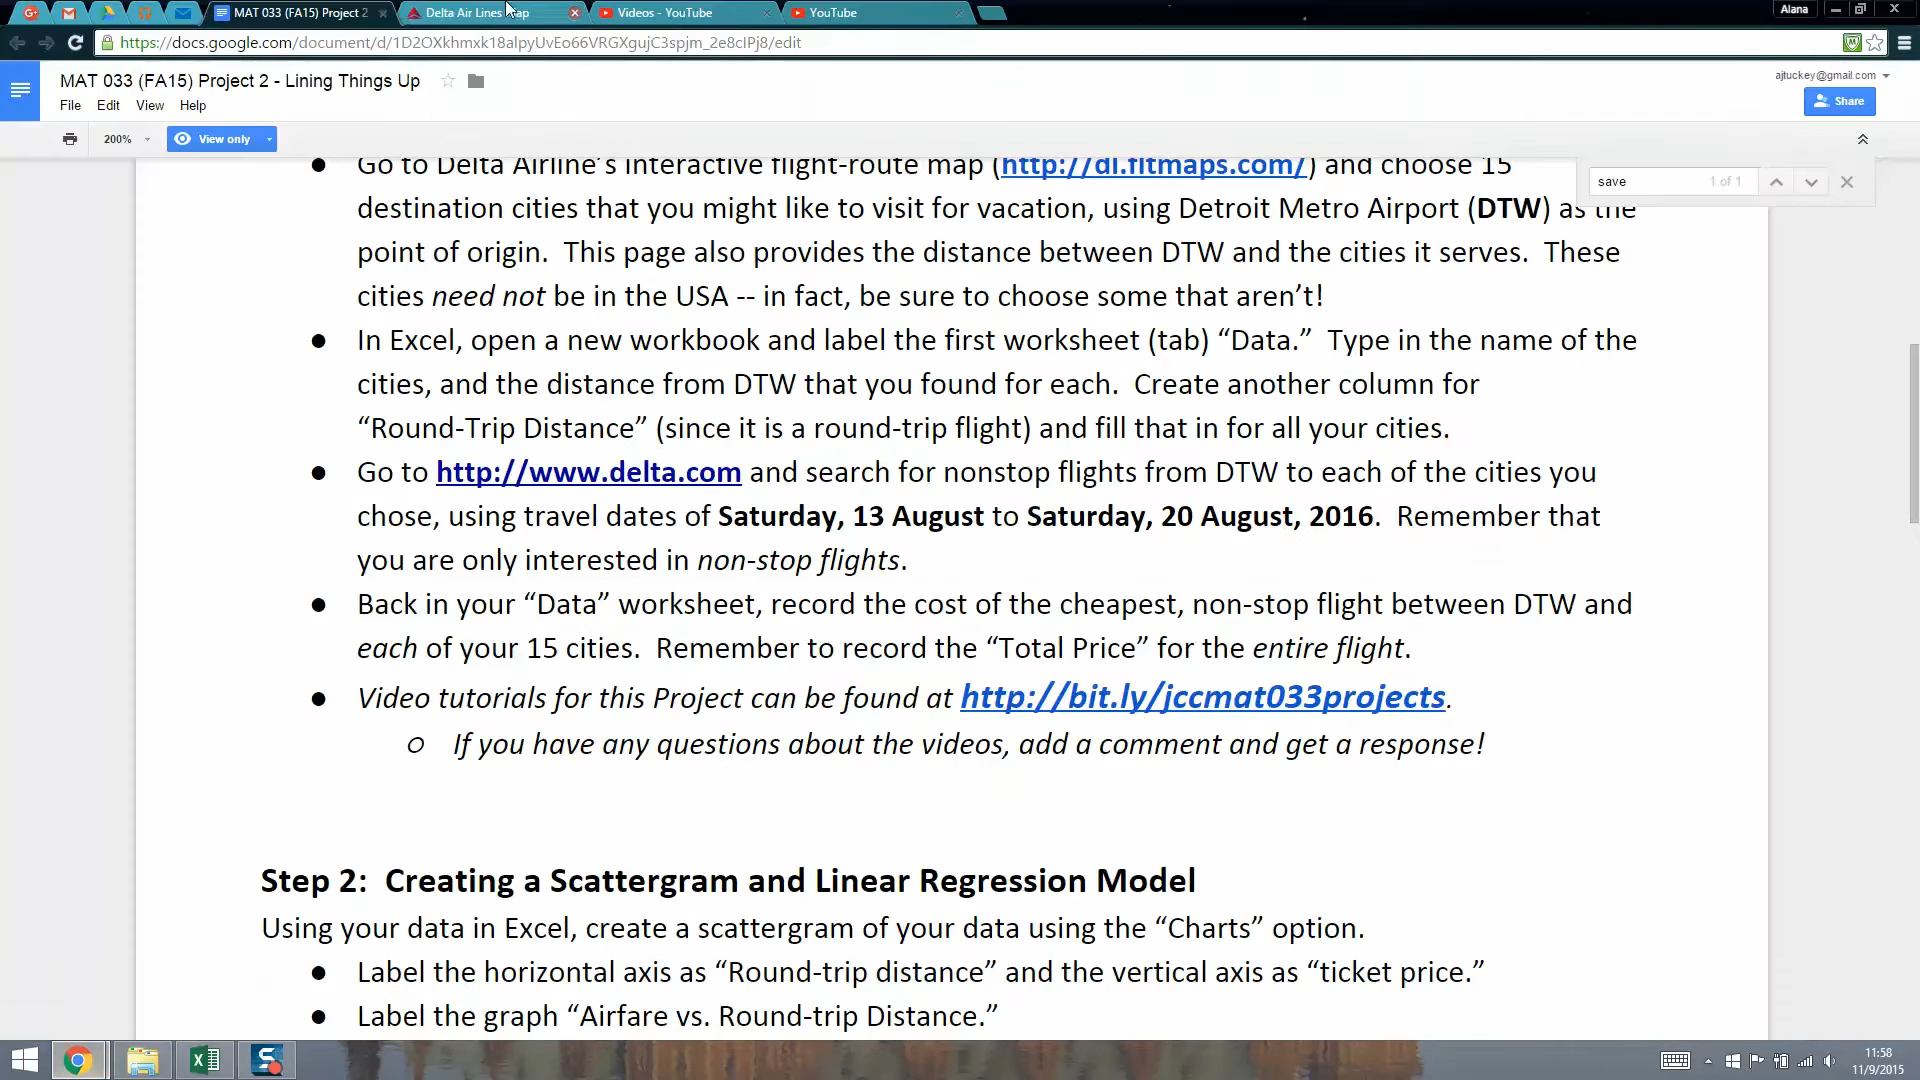 MAT 033 (FA15) Project 2
Delta Air Lines
Videos - YouTube
YouTube
Alana
https://docs.google.com/document/d/1D2OXkhmxk18alpyUvEo66VRGXgujC3spjm_2e8cIPj8/edit
MAT 033 (FA15) Project 2 - Lining Things Up
ajtuckey@gmail.com
File Edit View Help
Share
200%
View only
save 1 of 1
● Go to Delta Airline's interactive flight-route map (http://dl.fltmaps.com/) and choose 15
destination cities that you might like to visit for vacation, using Detroit Metro Airport (DTW) as the
point of origin.  This page also provides the distance between DTW and the cities it serves.  These
cities need not be in the USA -- in fact, be sure to choose some that aren't!
● In Excel, open a new workbook and label the first worksheet (tab) “Data.”  Type in the name of the
cities, and the distance from DTW that you found for each.  Create another column for
“Round-Trip Distance” (since it is a round-trip flight) and fill that in for all your cities.
● Go to http://www.delta.com and search for nonstop flights from DTW to each of the cities you
chose, using travel dates of Saturday, 13 August to Saturday, 20 August, 2016.  Remember that
you are only interested in non-stop flights.
● Back in your “Data” worksheet, record the cost of the cheapest, non-stop flight between DTW and
each of your 15 cities.  Remember to record the “Total Price” for the entire flight.
● Video tutorials for this Project can be found at http://bit.ly/jccmat033projects.
○ If you have any questions about the videos, add a comment and get a response!
Step 2:  Creating a Scattergram and Linear Regression Model
Using your data in Excel, create a scattergram of your data using the “Charts” option.
● Label the horizontal axis as “Round-trip distance” and the vertical axis as “ticket price.”
● Label the graph “Airfare vs. Round-trip Distance.”
11:58
11/9/2015